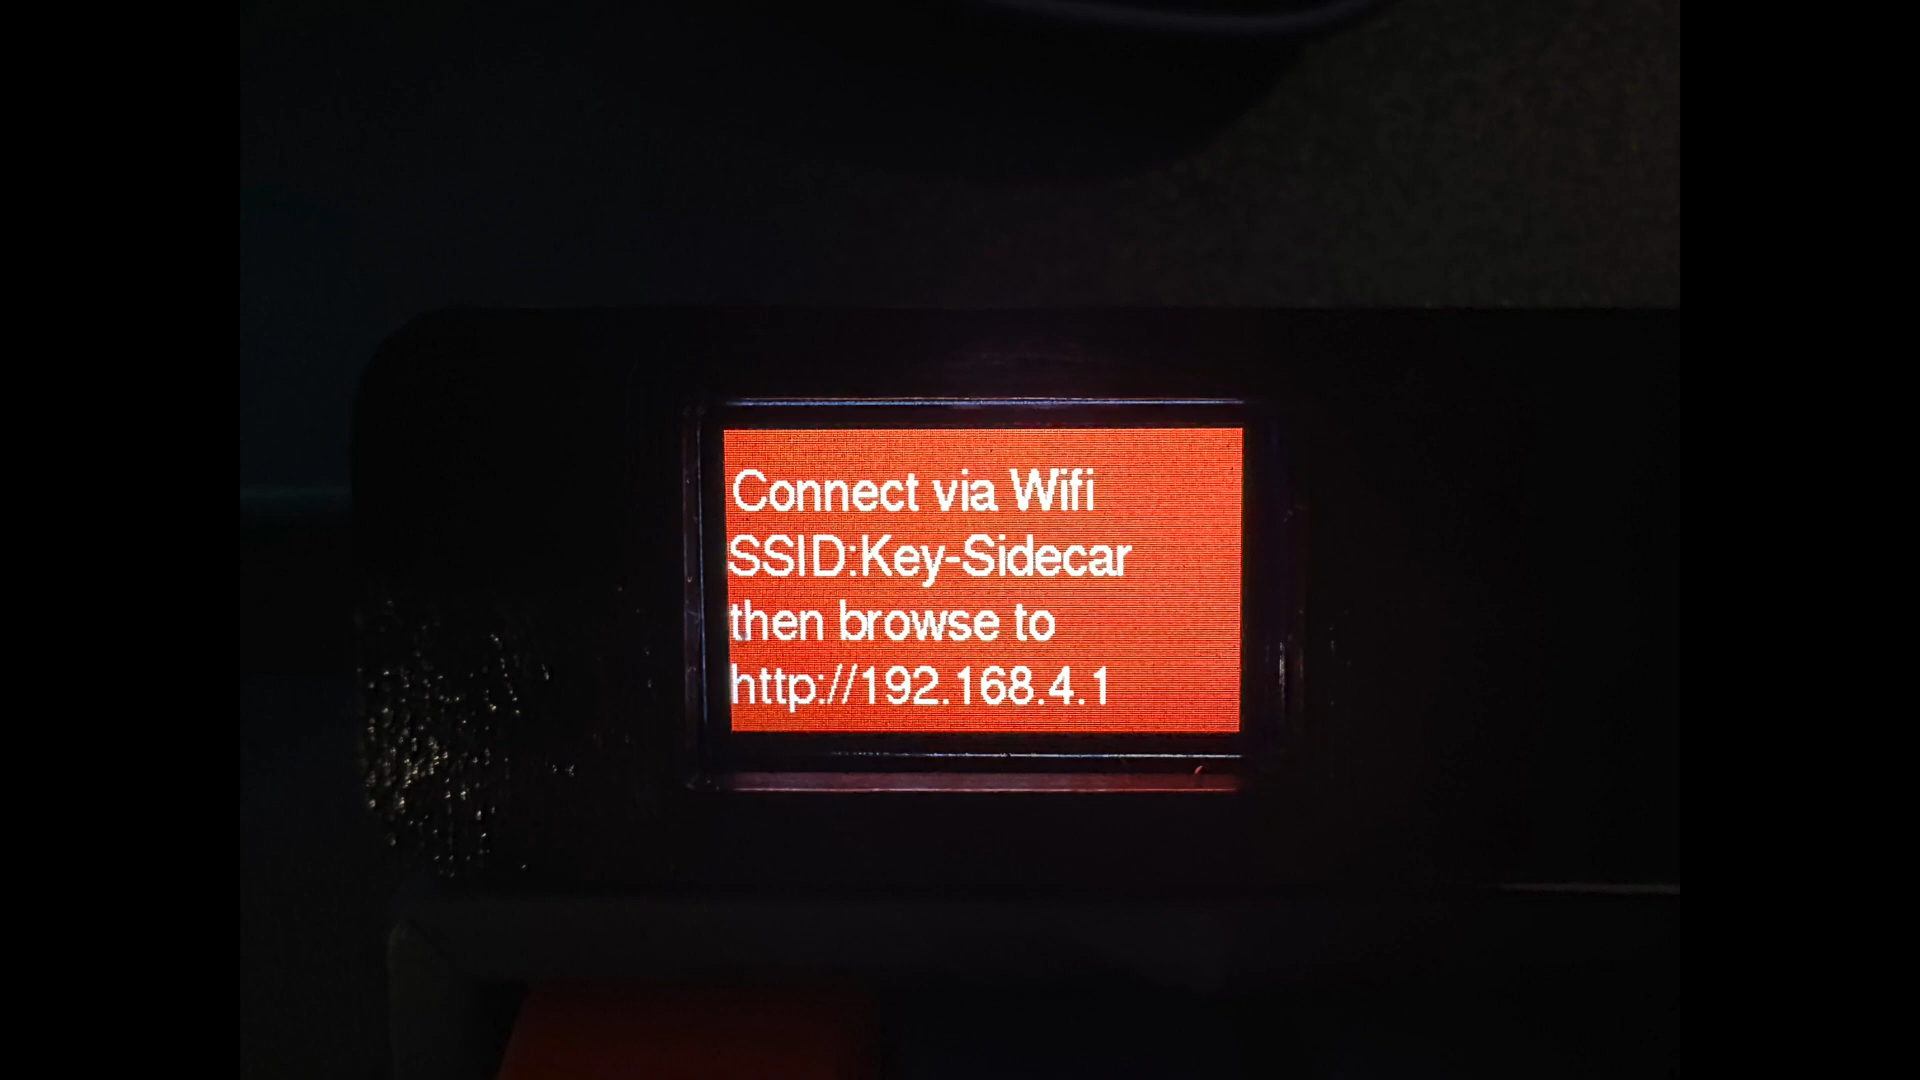 Connect via Wifi
SSID:Key-Sidecar
then browse to
http://192.168.4.1